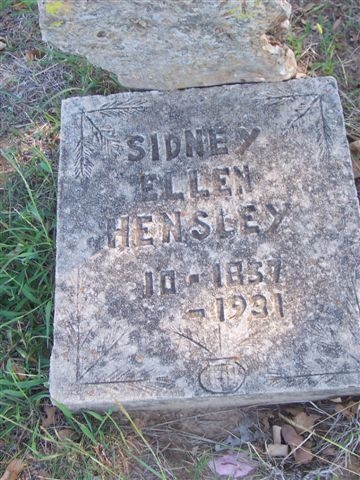 SIDNEY
ELLEN
HENSLEY
10 - 1837
- 1931